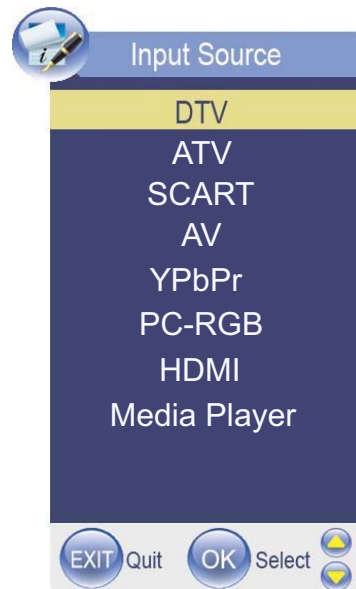 i
Input Source
DTV
ATV
SCART
AV
YPbPr
PC-RGB
HDMI
Media Player
EXIT Quit OK Select